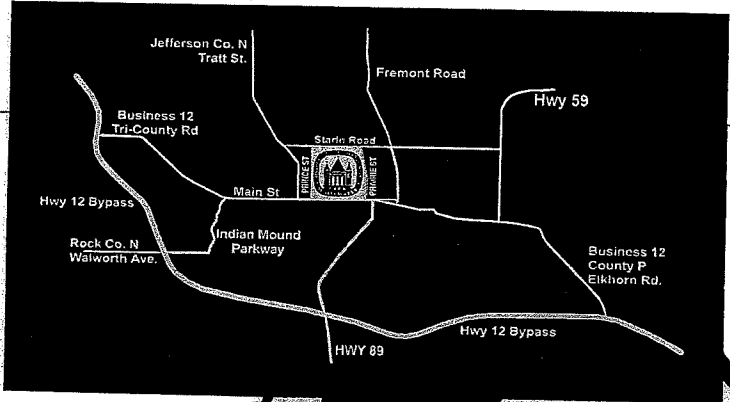 Jefferson Co. N
Tratt St.
Fremont Road
Hwy 59
Business 12
Tri-County Rd
Starin Road
PRINCE ST
PRAIRIE ST
Main St
Hwy 12 Bypass
Indian Mound
Parkway
Rock Co. N
Walworth Ave.
Business 12
County P
Elkhorn Rd.
Hwy 12 Bypass
HWY 89